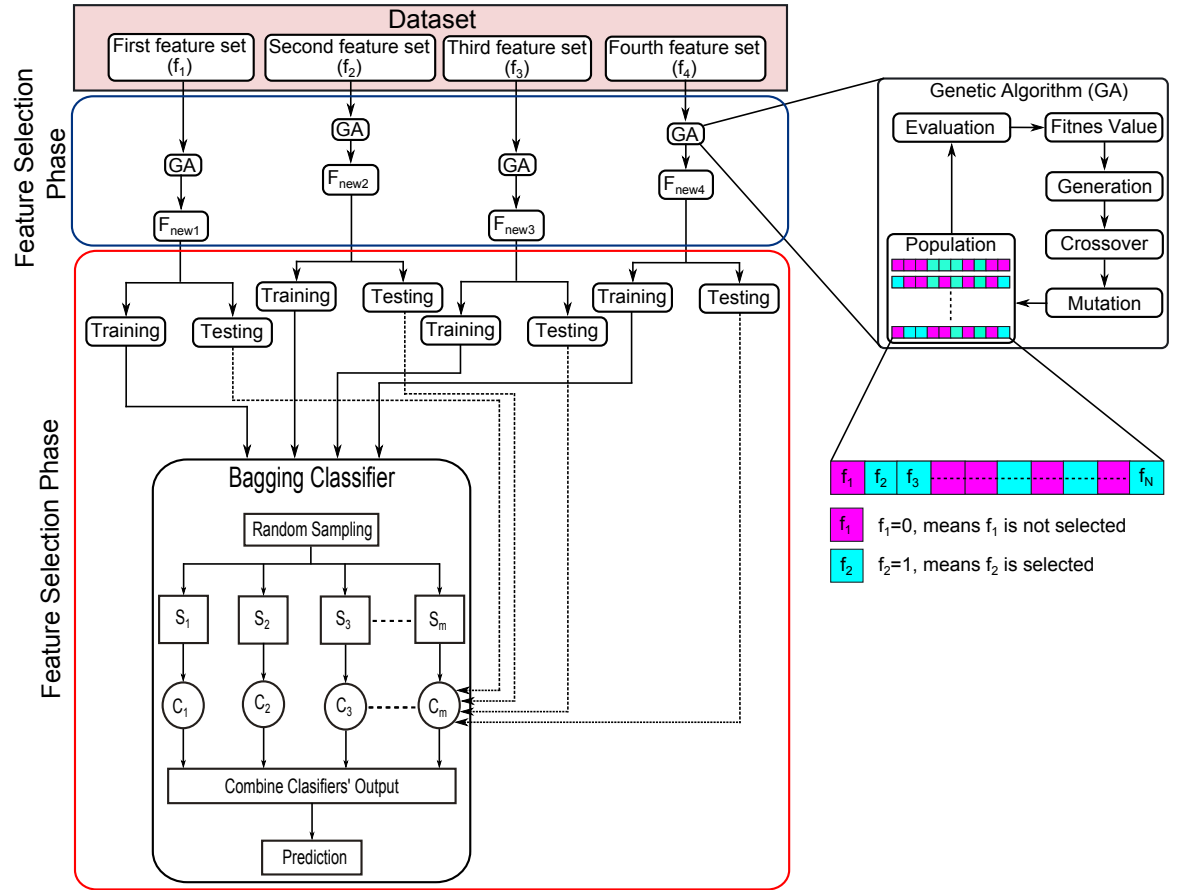 Dataset
First feature set
(f1)
Second feature set
(f2)
Third feature set
(f3)
Fourth feature set
(f4)
Feature Selection
Phase
GA
GA
GA
GA
Fnew1
Fnew2
Fnew3
Fnew4
Genetic Algorithm (GA)
Evaluation
Fitnes Value
Generation
Crossover
Mutation
Population
f1 f2 f3 fN
f1 f1=0, means f1 is not selected
f2 f2=1, means f2 is selected
Feature Selection Phase
Training
Testing
Training
Testing
Training
Testing
Training
Testing
Bagging Classifier
Random Sampling
S1 S2 S3 Sm
C1 C2 C3 Cm
Combine Clasifiers' Output
Prediction